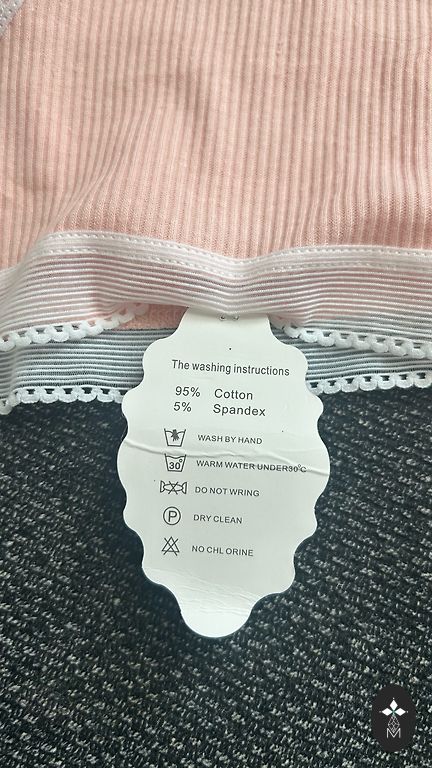 The washing instructions
95% Cotton
5% Spandex
WASH BY HAND
30° WARM WATER UNDER30°C
DO NOT WRING
P DRY CLEAN
NO CHL ORINE
M